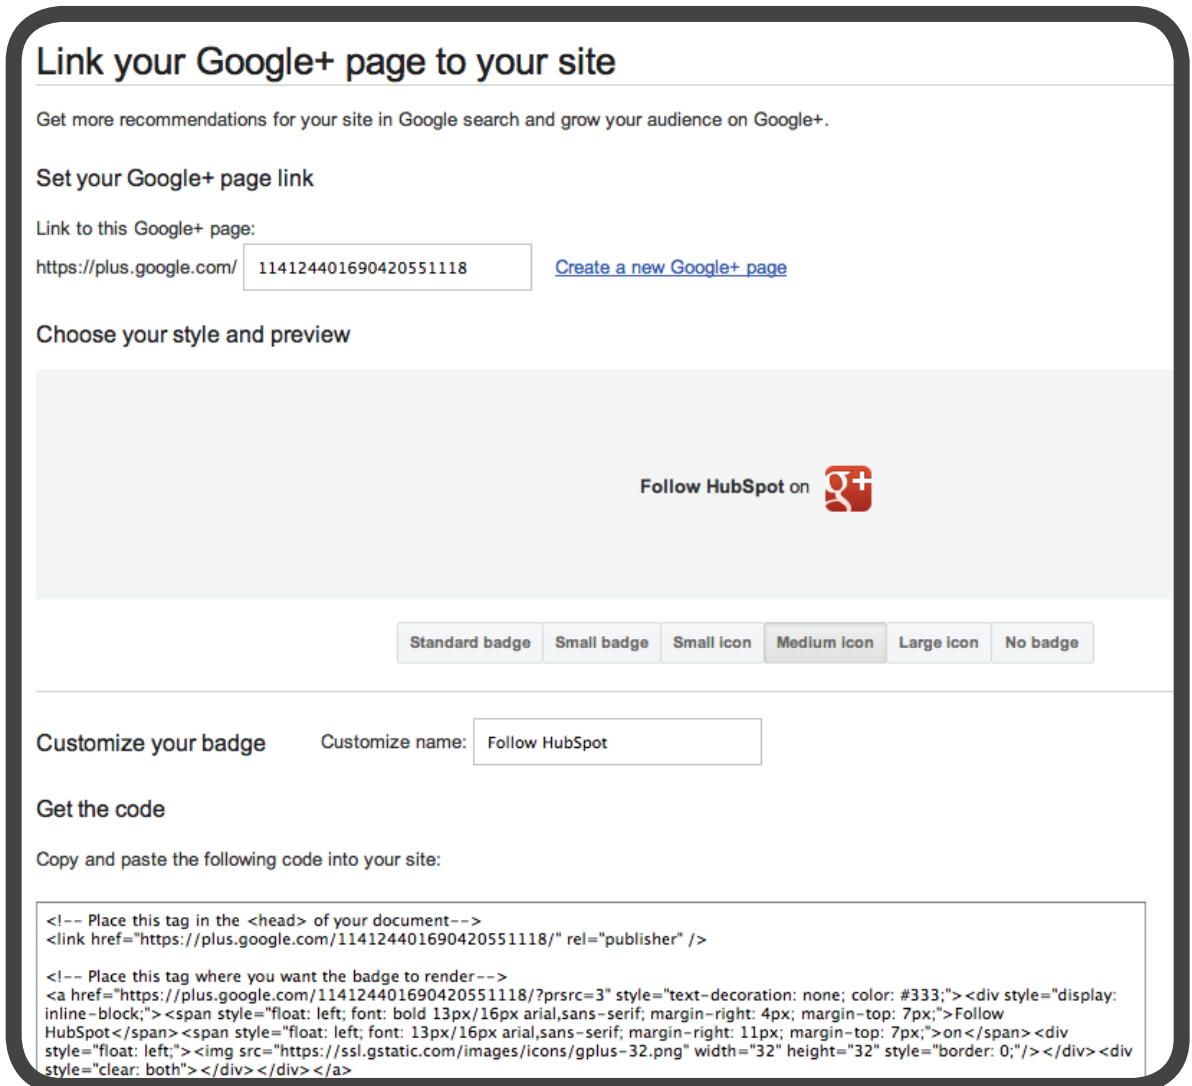 Link your Google+ page to your site
Get more recommendations for your site in Google search and grow your audience on Google+.
Set your Google+ page link
Link to this Google+ page:
https://plus.google.com/ 114124401690420551118 Create a new Google+ page
Choose your style and preview
Follow HubSpot on g+
Standard badge Small badge Small icon Medium icon Large icon No badge
Customize your badge Customize name: Follow HubSpot
Get the code
Copy and paste the following code into your site:
<!-- Place this tag in the <head> of your document-->
<link href="https://plus.google.com/114124401690420551118/" rel="publisher" />
<!-- Place this tag where you want the badge to render-->
<a href="https://plus.google.com/114124401690420551118/?prsrc=3" style="text-decoration: none; color: #333;"><div style="display:
inline-block;"><span style="float: left; font: bold 13px/16px arial,sans-serif; margin-right: 4px; margin-top: 7px;">Follow
HubSpot</span><span style="float: left; font: 13px/16px arial,sans-serif; margin-right: 11px; margin-top: 7px;">on</span><div
style="float: left;"><img src="https://ssl.gstatic.com/images/icons/gplus-32.png" width="32" height="32" style="border: 0;"/></div><div
style="clear: both"></div></div></a>